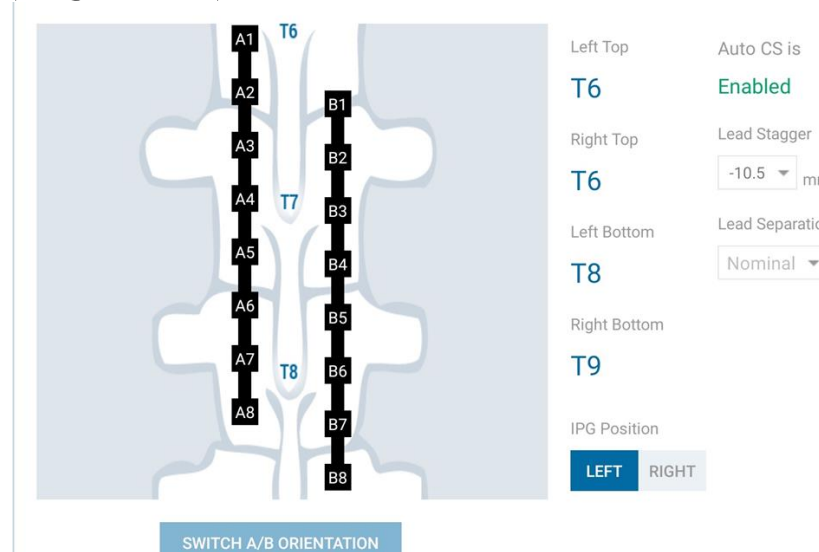 A1
T6
A2
B1
A3
B2
A4
T7
B3
A5
B4
A6
B5
A7
T8
B6
A8
B7
B8
SWITCH A/B ORIENTATION
Left Top
T6
Right Top
T6
Left Bottom
T8
Right Bottom
T9
IPG Position
LEFT RIGHT
Auto CS is
Enabled
Lead Stagger
-10.5
Lead
Nominal